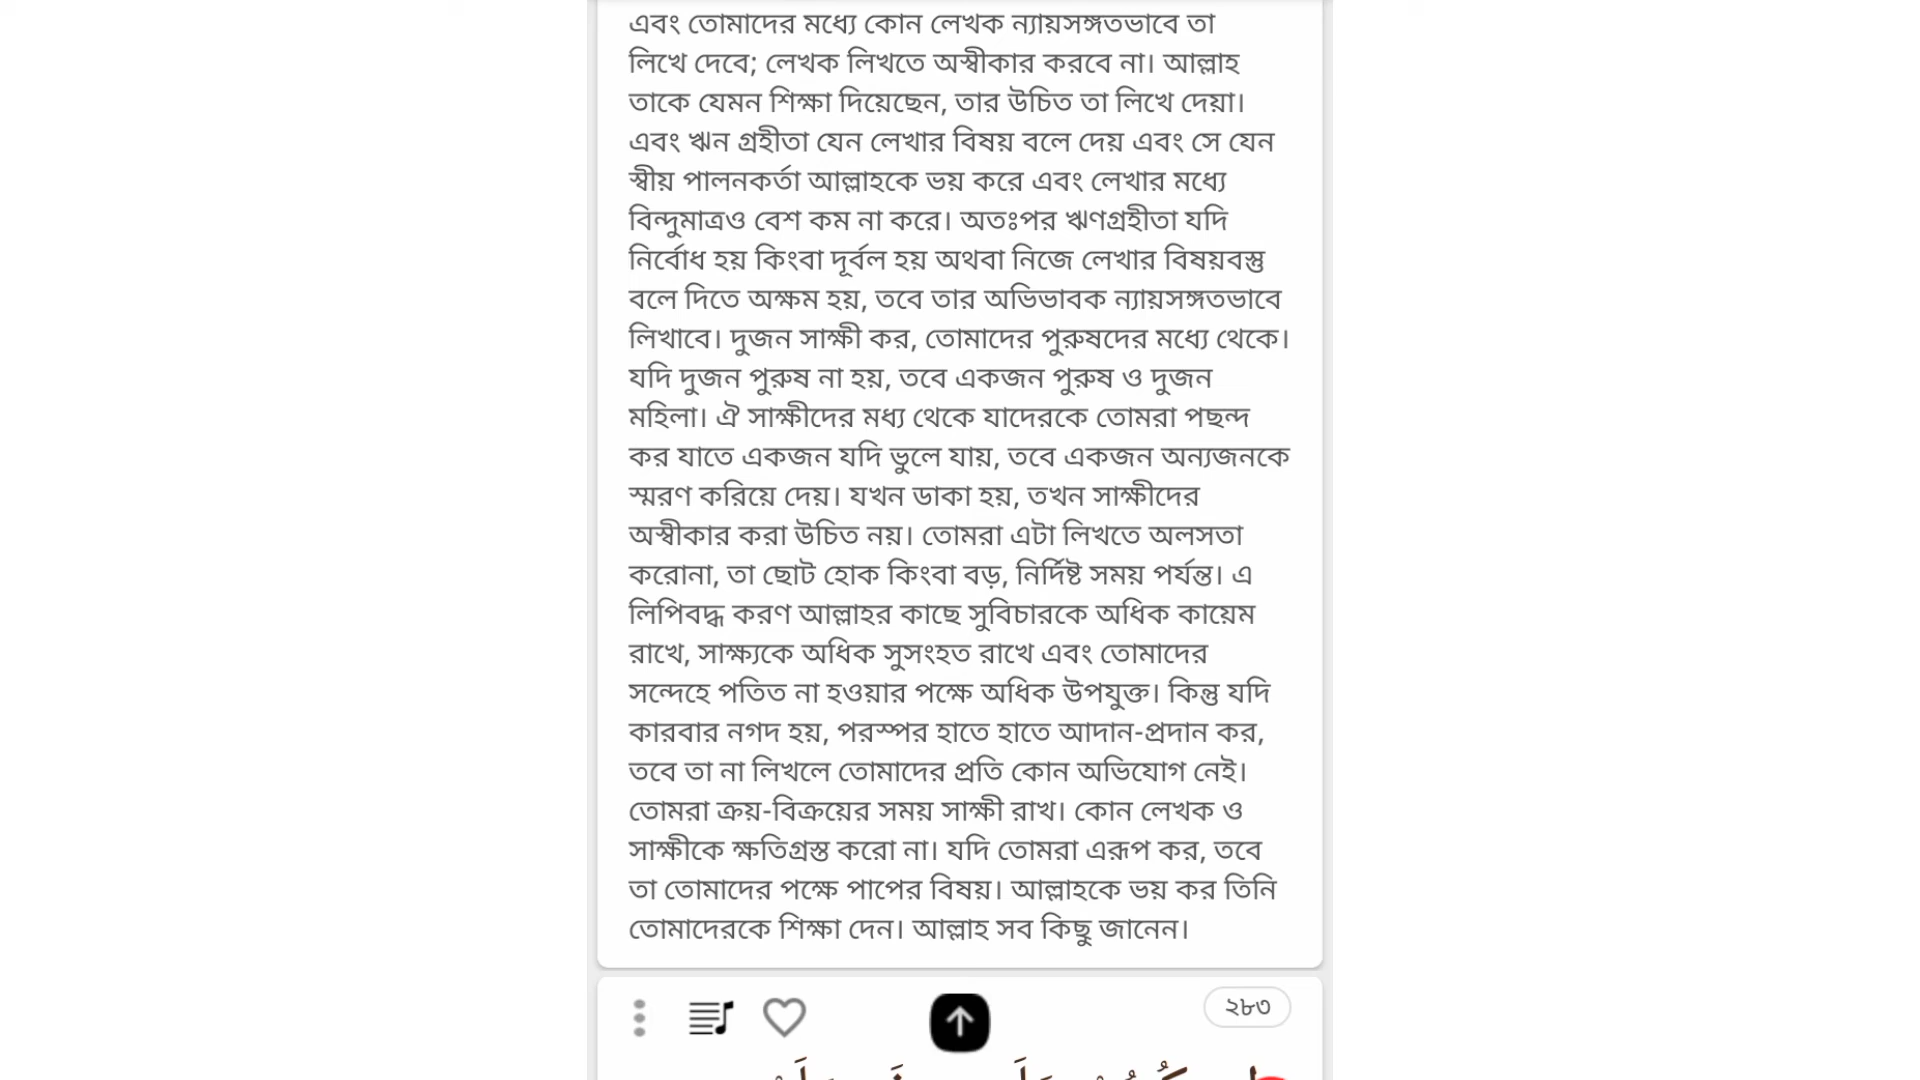 এবং তোমাদের মধ্যে কোন লেখক ন্যায়সঙ্গতভাবে তা
লিখে দেবে; লেখক লিখতে অস্বীকার করবে না। আল্লাহ
তাকে যেমন শিক্ষা দিয়েছেন, তার উচিত তা লিখে দেয়া।
এবং ঋন গ্রহীতা যেন লেখার বিষয় বলে দেয় এবং সে যেন
স্বীয় পালনকর্তা আল্লাহকে ভয় করে এবং লেখার মধ্যে
বিন্দুমাত্রও বেশ কম না করে। অতঃপর ঋণগ্রহীতা যদি
নির্বোধ হয় কিংবা দূর্বল হয় অথবা নিজে লেখার বিষয়বস্তু
বলে দিতে অক্ষম হয়, তবে তার অভিভাবক ন্যায়সঙ্গতভাবে
লিখাবে। দুজন সাক্ষী কর, তোমাদের পুরুষদের মধ্যে থেকে।
যদি দুজন পুরুষ না হয়, তবে একজন পুরুষ ও দুজন
মহিলা। ঐ সাক্ষীদের মধ্য থেকে যাদেরকে তোমরা পছন্দ
কর যাতে একজন যদি ভুলে যায়, তবে একজন অন্যজনকে
স্মরণ করিয়ে দেয়। যখন ডাকা হয়, তখন সাক্ষীদের
অস্বীকার করা উচিত নয়। তোমরা এটা লিখতে অলসতা
করোনা, তা ছোট হোক কিংবা বড়, নির্দিষ্ট সময় পর্যন্ত। এ
লিপিবদ্ধ করণ আল্লাহর কাছে সুবিচারকে অধিক কায়েম
রাখে, সাক্ষ্যকে অধিক সুসংহত রাখে এবং তোমাদের
সন্দেহে পতিত না হওয়ার পক্ষে অধিক উপযুক্ত। কিন্তু যদি
কারবার নগদ হয়, পরস্পর হাতে হাতে আদান-প্রদান কর,
তবে তা না লিখলে তোমাদের প্রতি কোন অভিযোগ নেই।
তোমরা ক্রয়-বিক্রয়ের সময় সাক্ষী রাখ। কোন লেখক ও
সাক্ষীকে ক্ষতিগ্রস্ত করো না। যদি তোমরা এরূপ কর, তবে
তা তোমাদের পক্ষে পাপের বিষয়। আল্লাহকে ভয় কর তিনি
তোমাদেরকে শিক্ষা দেন। আল্লাহ সব কিছু জানেন।
২৮৩